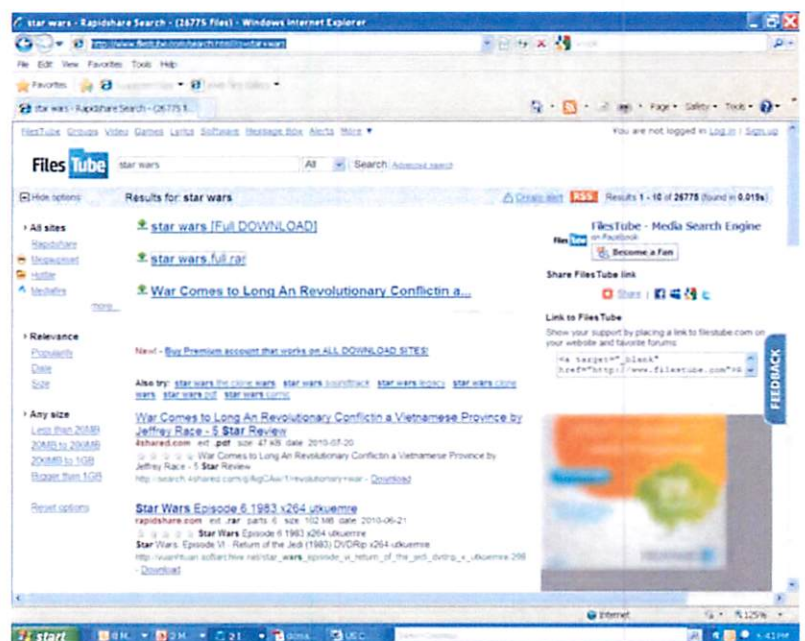 star wars - Rapidshare Search - (26775 files) - Windows Internet Explorer
File Edit View Favorites Tools Help
Favorites
star wars - Rapidshare Search - (26775 f...
Page Safety Tools
FilesTube Groups Video Games Lyrics Software Message Box Alerts More
You are not logged in Log in | Sign up
Files Tube
star wars
All
Search
Advanced search
Hide options
Results for: star wars
Create alert RSS Results 1 - 10 of 26775 (found in 0.019s)
All sites
Rapidshare
Megaupload
Hotfile
Mediafire
more...
Relevance
Popularity
Date
Size
Any size
Less than 20MB
20MB to 200MB
200MB to 1GB
Bigger than 1GB
Reset options
star wars [Full DOWNLOAD]
star wars.full.rar
War Comes to Long An Revolutionary Conflictin a...
New! - Buy Premium account that works on ALL DOWNLOAD SITES!
Also try: star wars the clone wars star wars soundtrack star wars legacy star wars clone
wars star wars pdf star wars comic
War Comes to Long An Revolutionary Conflictin a Vietnamese Province by
Jeffrey Race - 5 Star Review
4shared.com ext .pdf size 47 KB date 2010-07-20
War Comes to Long An Revolutionary Conflictin a Vietnamese Province by
Jeffrey Race - 5 Star Review
- Download
Star Wars Episode 6 1983 x264 utkuemre
rapidshare.com ext .rar parts 6 size 102 MB date 2010-06-21
Star Wars Episode 6 1983 x264 utkuemre
Star Wars: Episode VI - Return of the Jedi (1983) DVDRip x264-utkuemre
- Download
FilesTube - Media Search Engine
Files Tube on Facebook
Become a Fan
Share FilesTube link
Share
Link to FilesTube
Show your support by placing a link to filestube.com on
your website and favorite forums:
<a target="_blank"
href="http://www.filestube.com">
FEEDBACK
Internet
125%
start
5:41 PM